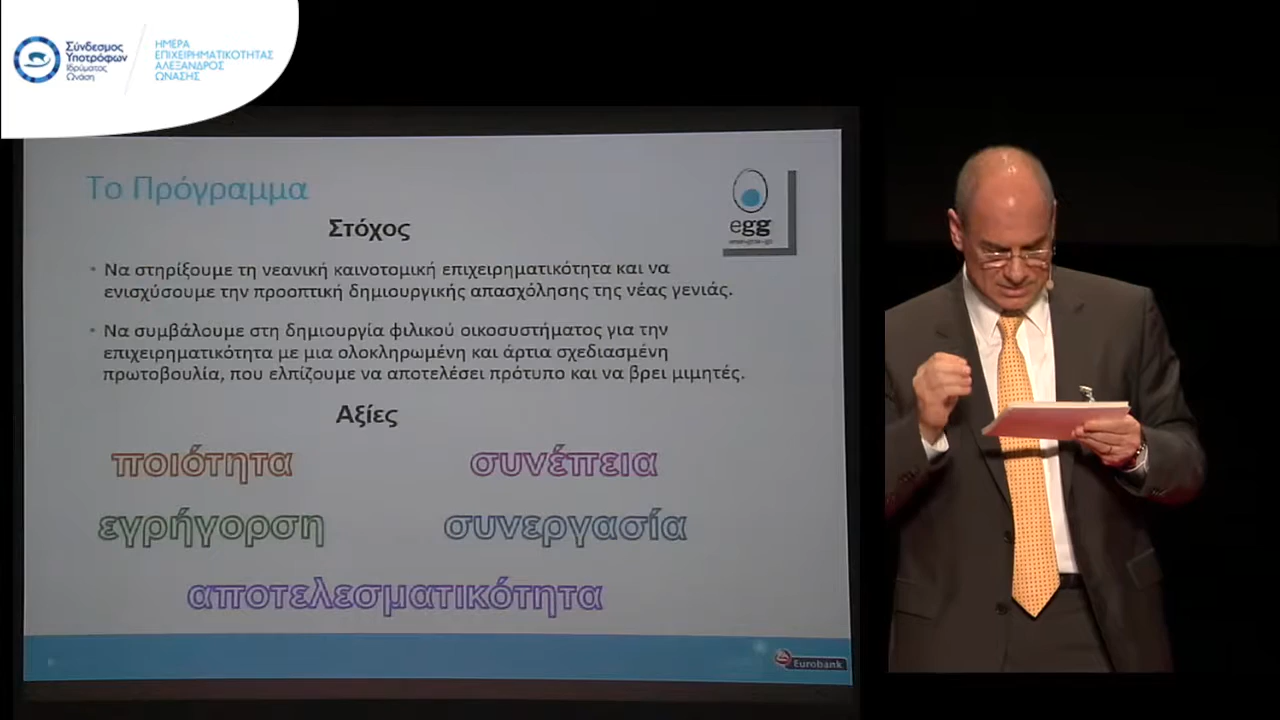 Σύνδεσμος
Υποτρόφων
Ιδρύματος
Ωνάση
ΗΜΕΡΑ
ΕΠΙΧΕΙΡΗΜΑΤΙΚΟΤΗΤΑΣ
ΑΛΕΞΑΝΔΡΟΣ
ΩΝΑΣΗΣ
Το Πρόγραμμα
egg
Στόχος
• Να στηρίξουμε τη νεανική καινοτομική επιχειρηματικότητα και να
ενισχύσουμε την προοπτική δημιουργικής απασχόλησης της νέας γενιάς.
• Να συμβάλουμε στη δημιουργία φιλικού οικοσυστήματος για την
επιχειρηματικότητα με μια ολοκληρωμένη και άρτια σχεδιασμένη
πρωτοβουλία, που ελπίζουμε να αποτελέσει πρότυπο και να βρει μιμητές.
Αξίες
ποιότητα συνέπεια
εγρήγορση συνεργασία
αποτελεσματικότητα
Eurobank